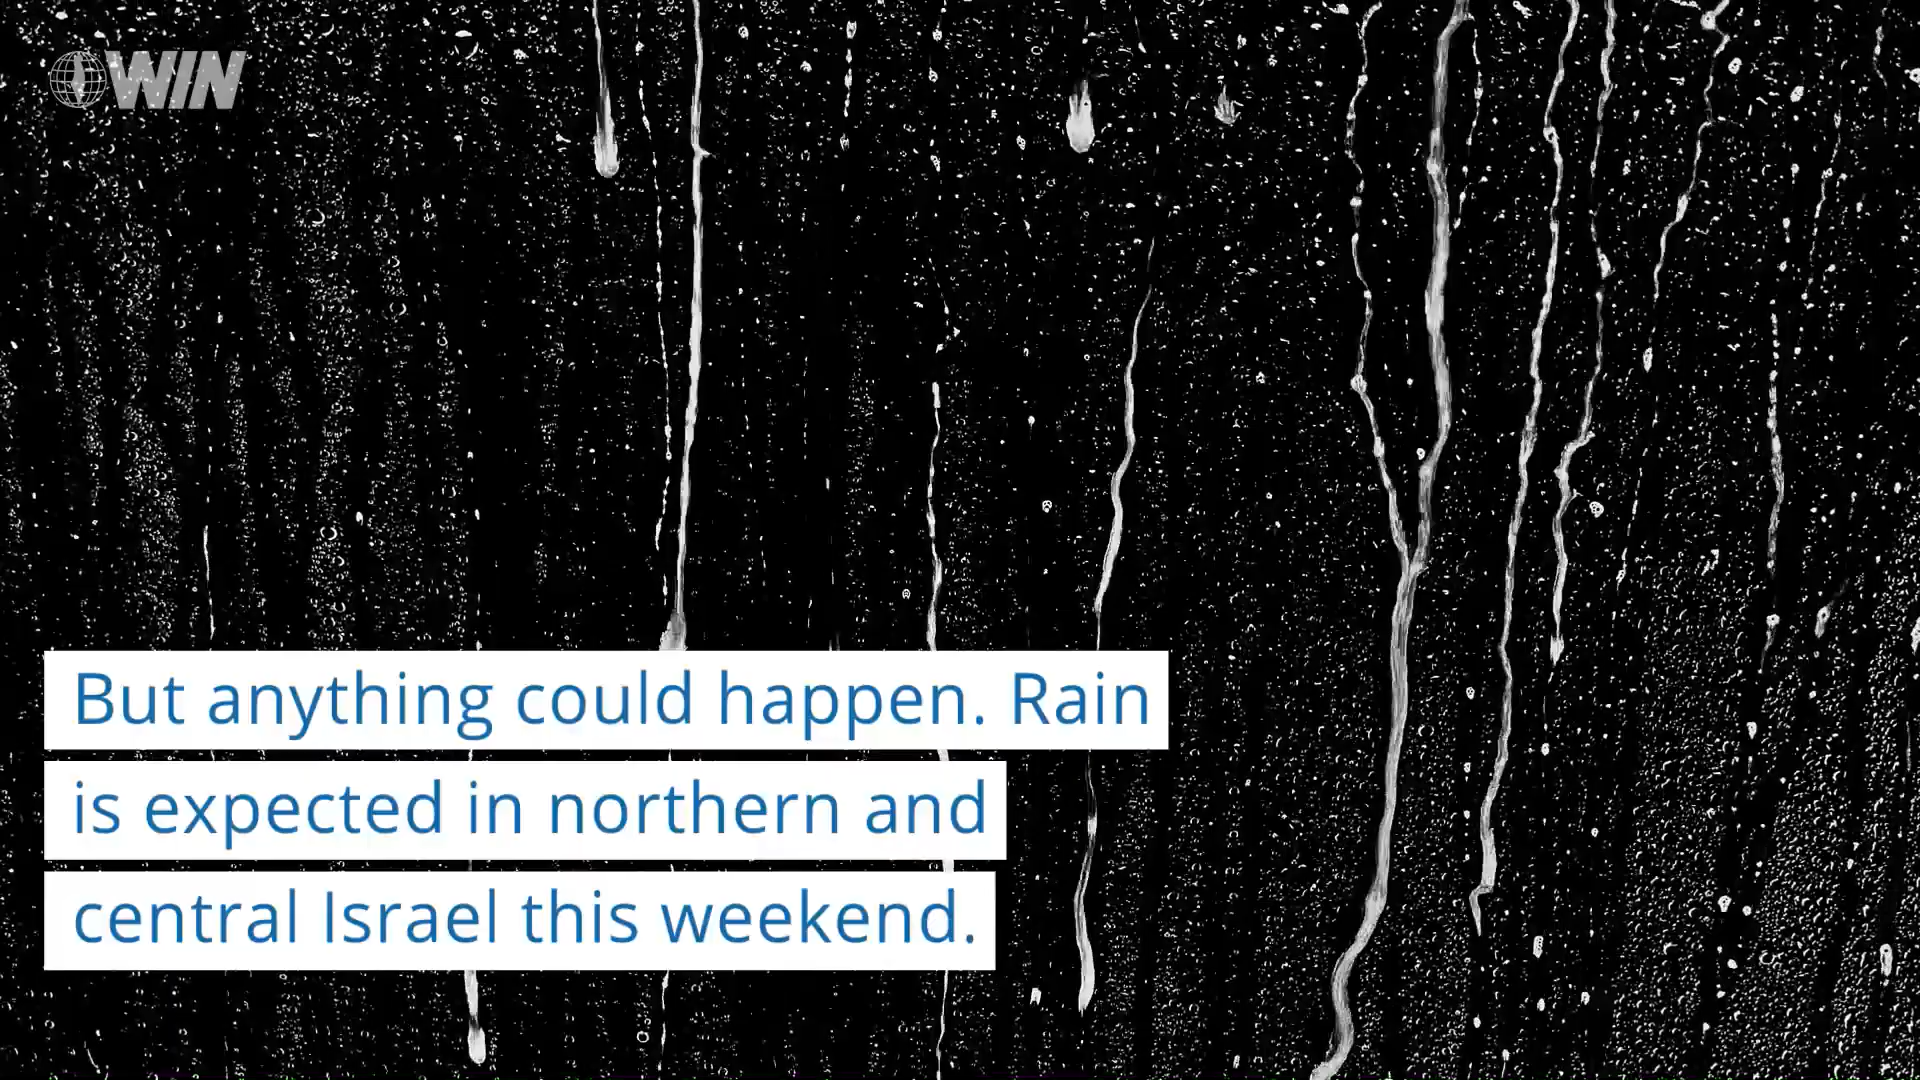 WIN
But anything could happen. Rain
is expected in northern and
central Israel this weekend.